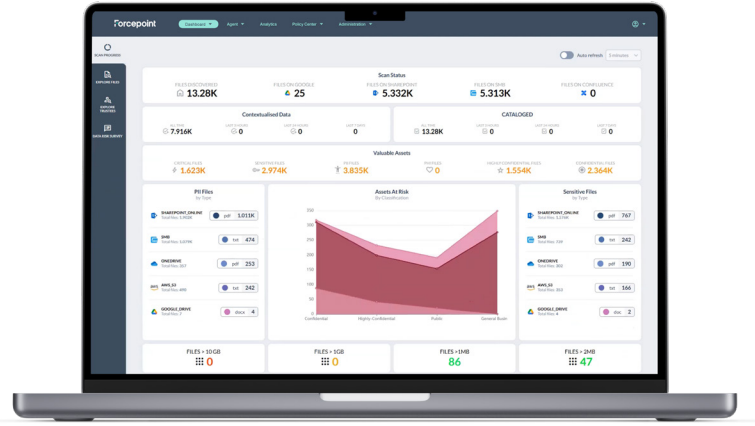 Forcepoint
Dashboard Agent Analytics Policy Center Administration
SCAN PROGRESS
EXPLORE FILES
EXPLORE TRUSTEES
DATA RISK SURVEY
Auto refresh 5 minutes
Scan Status
FILES DISCOVERED FILES ON GOOGLE FILES ON SHAREPOINT FILES ON SMB FILES ON CONFLUENCE
13.28K 25 5.332K 5.313K 0
Contextualised Data CATALOGED
7.916K 0 0 0 13.28K 0 0 0
Valuable Assets
CRITICAL FILES SENSITIVE FILES PII FILES PHI FILES HIGHLY CONFIDENTIAL FILES CONFIDENTIAL FILES
1.623K 2.974K 3.835K 0 1.554K 2.364K
PII Files
by Type
SHAREPOINT_ONLINE
pdf 1.011K
SMB
txt 474
ONEDRIVE
pdf 253
AWS_S3
txt 242
GOOGLE_DRIVE
docx 4
Assets At Risk
By Classification
350
300
250
200
150
100
50
0
Confidential Highly-Confidential Public General Busin
Sensitive Files
by Type
SHAREPOINT_ONLINE
pdf 767
SMB
txt 242
ONEDRIVE
pdf 190
AWS_S3
txt 166
GOOGLE_DRIVE
doc 2
FILES > 10 GB FILES > 1GB FILES >1MB FILES > 2MB
0 0 86 47